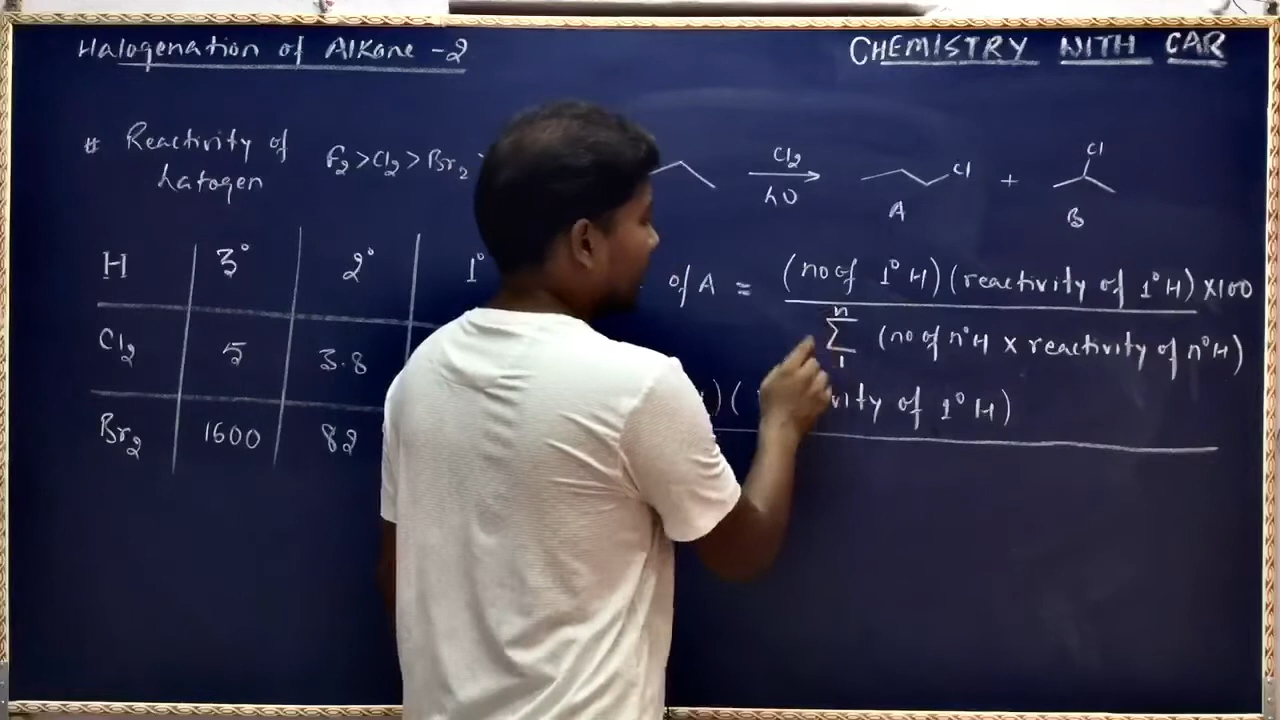 Halogenation of Alkane -2
CHEMISTRY WITH CAR
# Reactivity of halogen
F₂ > Cl₂ > Br₂
Cl₂
hν
Cl
+
Cl
A
B
H 3° 2° 1°
Cl₂ 5 3.8
Br₂ 1600 82
of A = (no of 1° H) (reactivity of 1° H) × 100
n
Σ (no of n° H × reactivity of n° H)
1
) ( vity of 1° H)